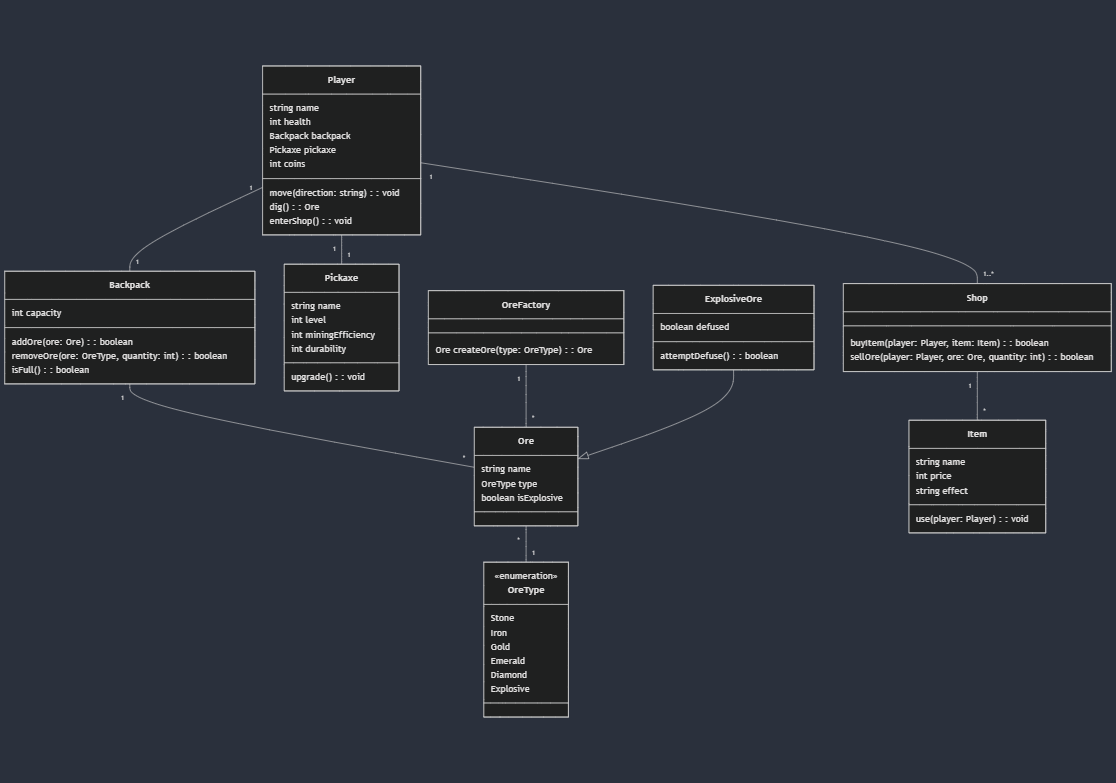 Player
string name
int health
Backpack backpack
Pickaxe pickaxe
int coins
move(direction: string) : : void
dig() : : Ore
enterShop() : : void
1
1
1
1
1
1
1..*
Backpack
int capacity
addOre(ore: Ore) : : boolean
removeOre(ore: OreType, quantity: int) : : boolean
isFull() : : boolean
Pickaxe
string name
int level
int miningEfficiency
int durability
upgrade() : : void
OreFactory
Ore createOre(type: OreType) : : Ore
ExplosiveOre
boolean defused
attemptDefuse() : : boolean
Shop
buyItem(player: Player, item: Item) : : boolean
sellOre(player: Player, ore: Ore, quantity: int) : : boolean
1
*
1
*
1
*
Ore
string name
OreType type
boolean isExplosive
Item
string name
int price
string effect
use(player: Player) : : void
*
1
«enumeration»
OreType
Stone
Iron
Gold
Emerald
Diamond
Explosive